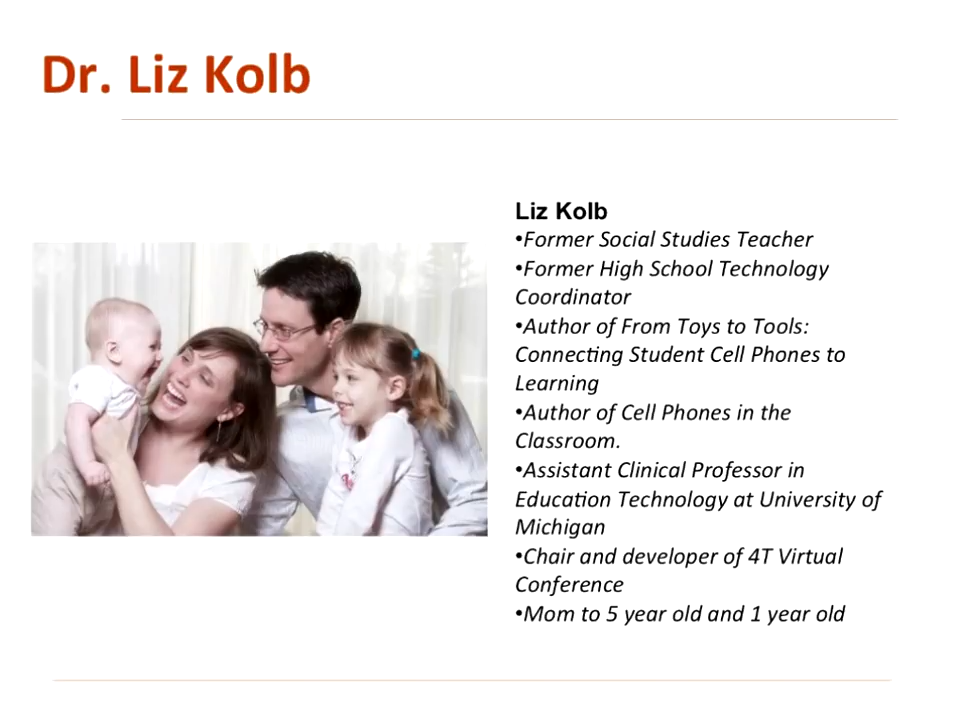 Dr. Liz Kolb
Liz Kolb
•Former Social Studies Teacher
•Former High School Technology
Coordinator
•Author of From Toys to Tools:
Connecting Student Cell Phones to
Learning
•Author of Cell Phones in the
Classroom.
•Assistant Clinical Professor in
Education Technology at University of
Michigan
•Chair and developer of 4T Virtual
Conference
•Mom to 5 year old and 1 year old